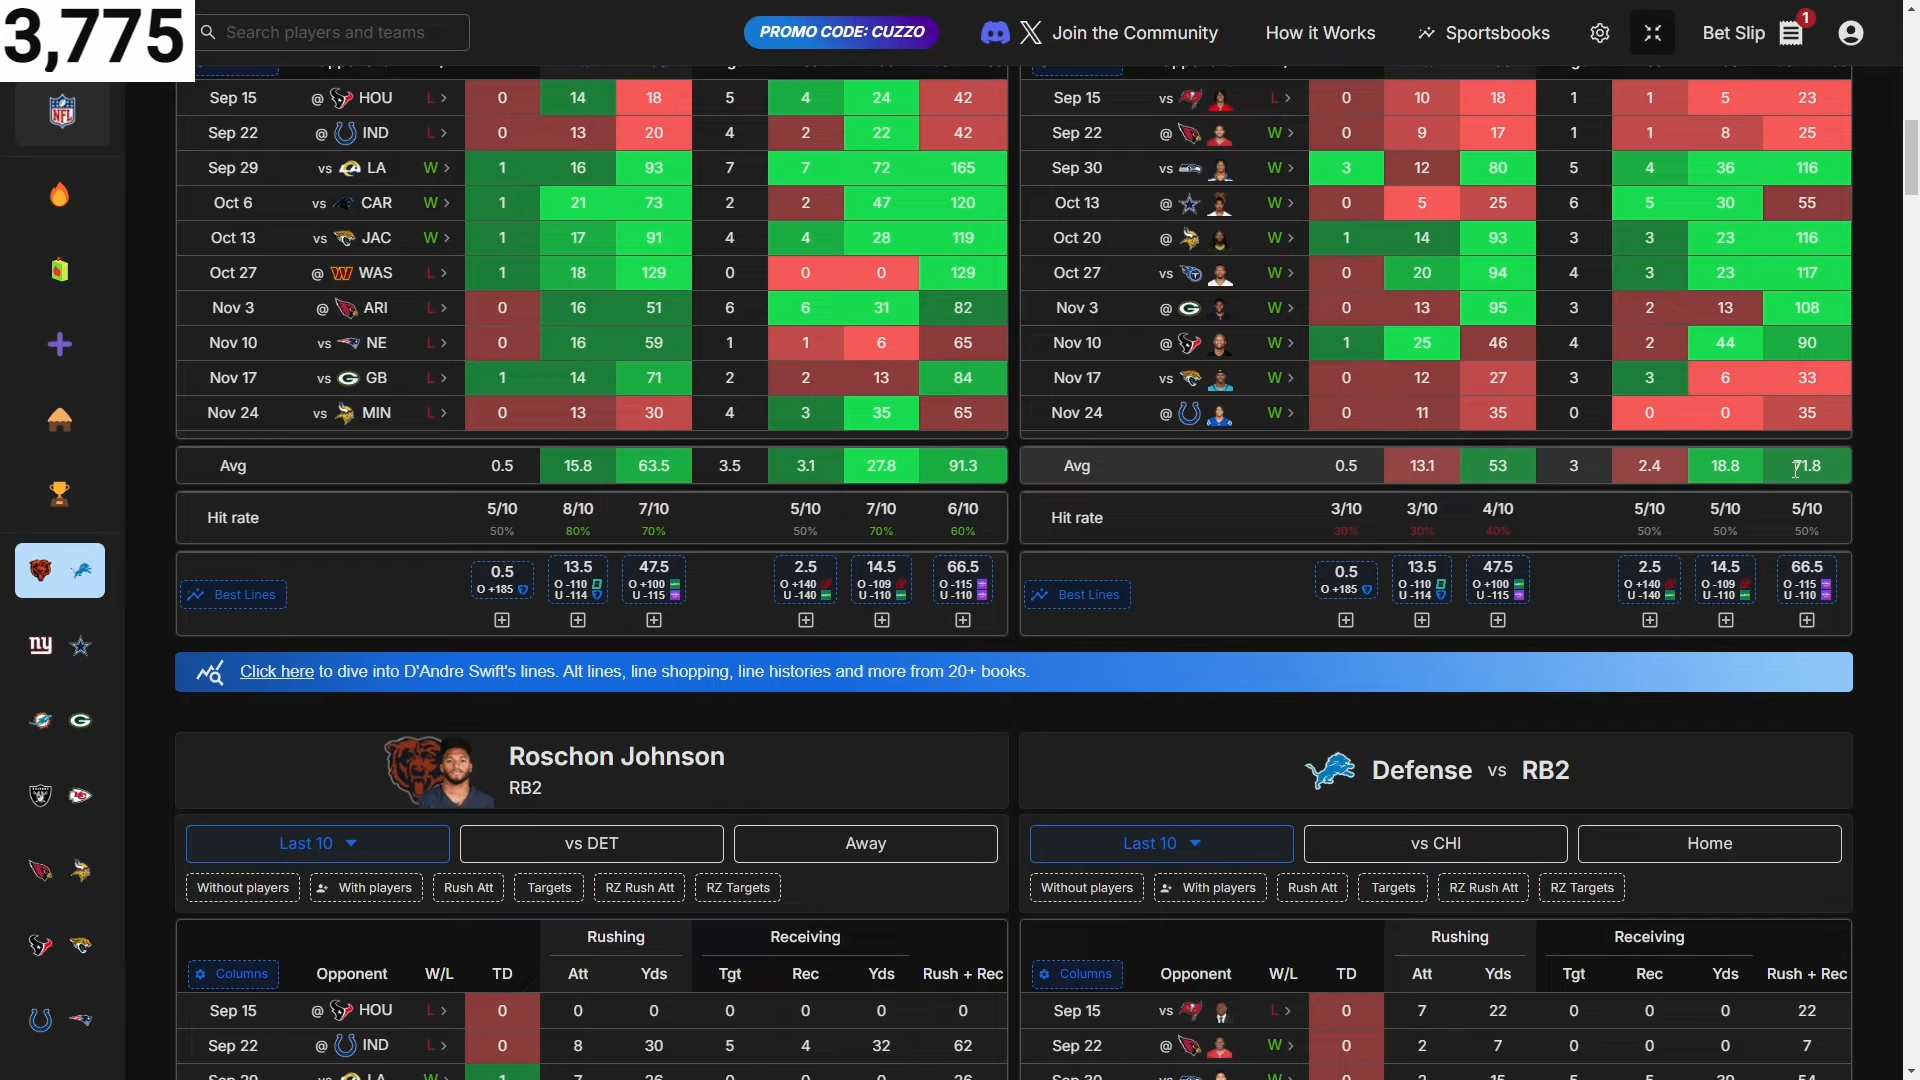 3,775
Search players and teams
PROMO CODE: CUZZO
Join the Community
How it Works
Sportsbooks
Bet Slip
1
Sep 15 @ HOU L > 0 14 18 5 4 24 42
Sep 22 @ IND L > 0 13 20 4 2 22 42
Sep 29 vs LA W > 1 16 93 7 7 72 165
Oct 6 vs CAR W > 1 21 73 2 2 47 120
Oct 13 vs JAC W > 1 17 91 4 4 28 119
Oct 27 @ WAS L > 1 18 129 0 0 0 129
Nov 3 @ ARI L > 0 16 51 6 6 31 82
Nov 10 vs NE L > 0 16 59 1 1 6 65
Nov 17 vs GB L > 1 14 71 2 2 13 84
Nov 24 vs MIN L > 0 13 30 4 3 35 65
Avg 0.5 15.8 63.5 3.5 3.1 27.8 91.3
Hit rate 5/10 8/10 7/10 5/10 7/10 6/10
50% 80% 70% 50% 70% 60%
Best Lines
0.5 13.5 47.5 2.5 14.5 66.5
O +185 O -110 O +100 O +140 O -109 O -115
U -114 U -115 U -140 U -110 U -110
Sep 15 vs L > 0 10 18 1 1 5 23
Sep 22 @ W > 0 9 17 1 1 8 25
Sep 30 vs W > 3 12 80 5 4 36 116
Oct 13 @ W > 0 5 25 6 5 30 55
Oct 20 @ W > 1 14 93 3 3 23 116
Oct 27 vs W > 0 20 94 4 3 23 117
Nov 3 @ W > 0 13 95 3 2 13 108
Nov 10 @ W > 1 25 46 4 2 44 90
Nov 17 vs W > 0 12 27 3 3 6 33
Nov 24 @ W > 0 11 35 0 0 0 35
Avg 0.5 13.1 53 3 2.4 18.8 71.8
Hit rate 3/10 3/10 4/10 5/10 5/10 5/10
30% 30% 40% 50% 50% 50%
Best Lines
0.5 13.5 47.5 2.5 14.5 66.5
O +185 O -110 O +100 O +140 O -109 O -115
U -114 U -115 U -140 U -110 U -110
Click here to dive into D'Andre Swift's lines. Alt lines, line shopping, line histories and more from 20+ books.
Roschon Johnson
RB2
Last 10 vs DET Away
Without players With players Rush Att Targets RZ Rush Att RZ Targets
Rushing Receiving
Columns Opponent W/L TD Att Yds Tgt Rec Yds Rush + Rec
Sep 15 @ HOU L > 0 0 0 0 0 0 0
Sep 22 @ IND L > 0 8 30 5 4 32 62
Defense vs RB2
Last 10 vs CHI Home
Without players With players Rush Att Targets RZ Rush Att RZ Targets
Rushing Receiving
Columns Opponent W/L TD Att Yds Tgt Rec Yds Rush + Rec
Sep 15 vs L > 0 7 22 0 0 0 22
Sep 22 @ W > 0 2 7 0 0 0 7